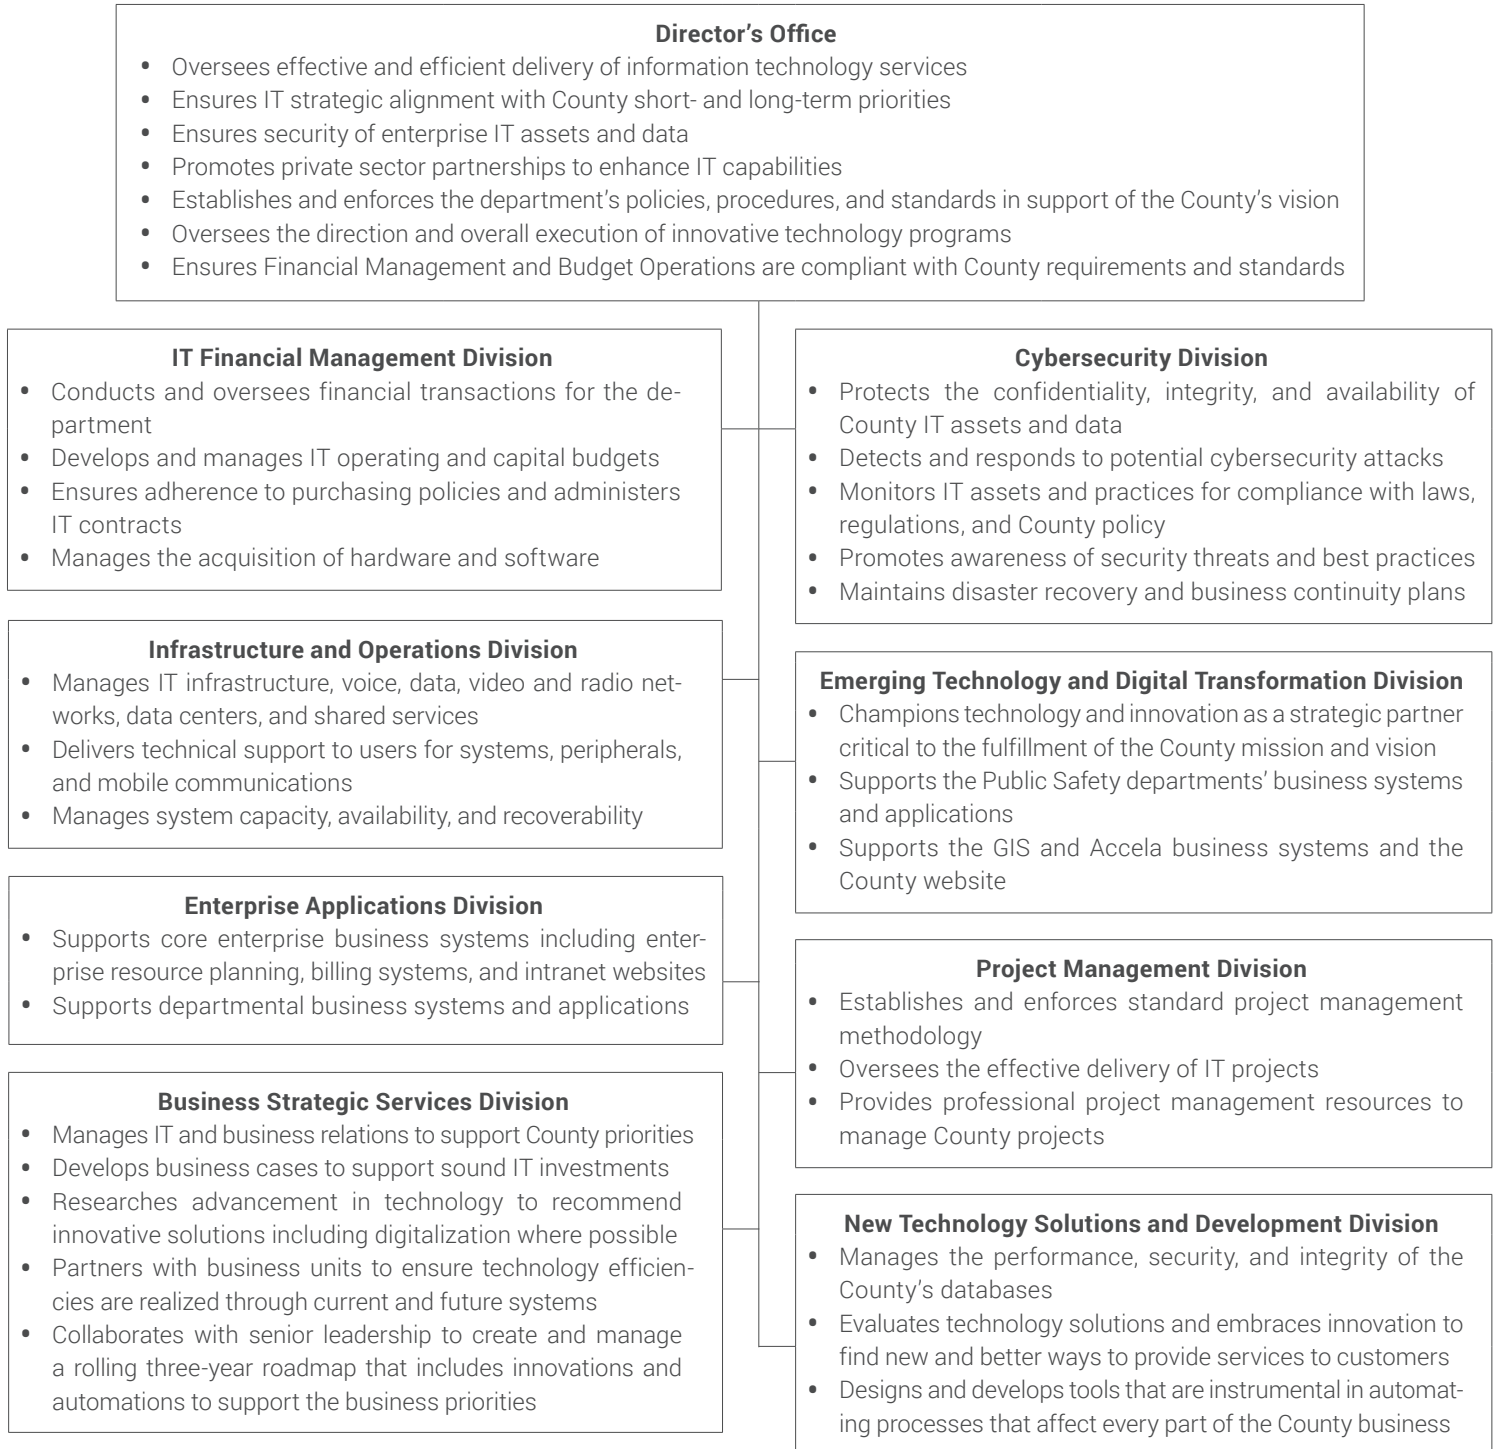 Director’s Office
• Oversees effective and efficient delivery of information technology services
• Ensures IT strategic alignment with County short- and long-term priorities
• Ensures security of enterprise IT assets and data
• Promotes private sector partnerships to enhance IT capabilities
• Establishes and enforces the department’s policies, procedures, and standards in support of the County’s vision
• Oversees the direction and overall execution of innovative technology programs
• Ensures Financial Management and Budget Operations are compliant with County requirements and standards
IT Financial Management Division
• Conducts and oversees financial transactions for the de-
partment
• Develops and manages IT operating and capital budgets
• Ensures adherence to purchasing policies and administers
IT contracts
• Manages the acquisition of hardware and software
Infrastructure and Operations Division
• Manages IT infrastructure, voice, data, video and radio net-
works, data centers, and shared services
• Delivers technical support to users for systems, peripherals,
and mobile communications
• Manages system capacity, availability, and recoverability
Enterprise Applications Division
• Supports core enterprise business systems including enter-
prise resource planning, billing systems, and intranet websites
• Supports departmental business systems and applications
Business Strategic Services Division
• Manages IT and business relations to support County priorities
• Develops business cases to support sound IT investments
• Researches advancement in technology to recommend
innovative solutions including digitalization where possible
• Partners with business units to ensure technology efficien-
cies are realized through current and future systems
• Collaborates with senior leadership to create and manage
a rolling three-year roadmap that includes innovations and
automations to support the business priorities
Cybersecurity Division
• Protects the confidentiality, integrity, and availability of
County IT assets and data
• Detects and responds to potential cybersecurity attacks
• Monitors IT assets and practices for compliance with laws,
regulations, and County policy
• Promotes awareness of security threats and best practices
• Maintains disaster recovery and business continuity plans
Emerging Technology and Digital Transformation Division
• Champions technology and innovation as a strategic partner
critical to the fulfillment of the County mission and vision
• Supports the Public Safety departments’ business systems
and applications
• Supports the GIS and Accela business systems and the
County website
Project Management Division
• Establishes and enforces standard project management
methodology
• Oversees the effective delivery of IT projects
• Provides professional project management resources to
manage County projects
New Technology Solutions and Development Division
• Manages the performance, security, and integrity of the
County’s databases
• Evaluates technology solutions and embraces innovation to
find new and better ways to provide services to customers
• Designs and develops tools that are instrumental in automat-
ing processes that affect every part of the County business